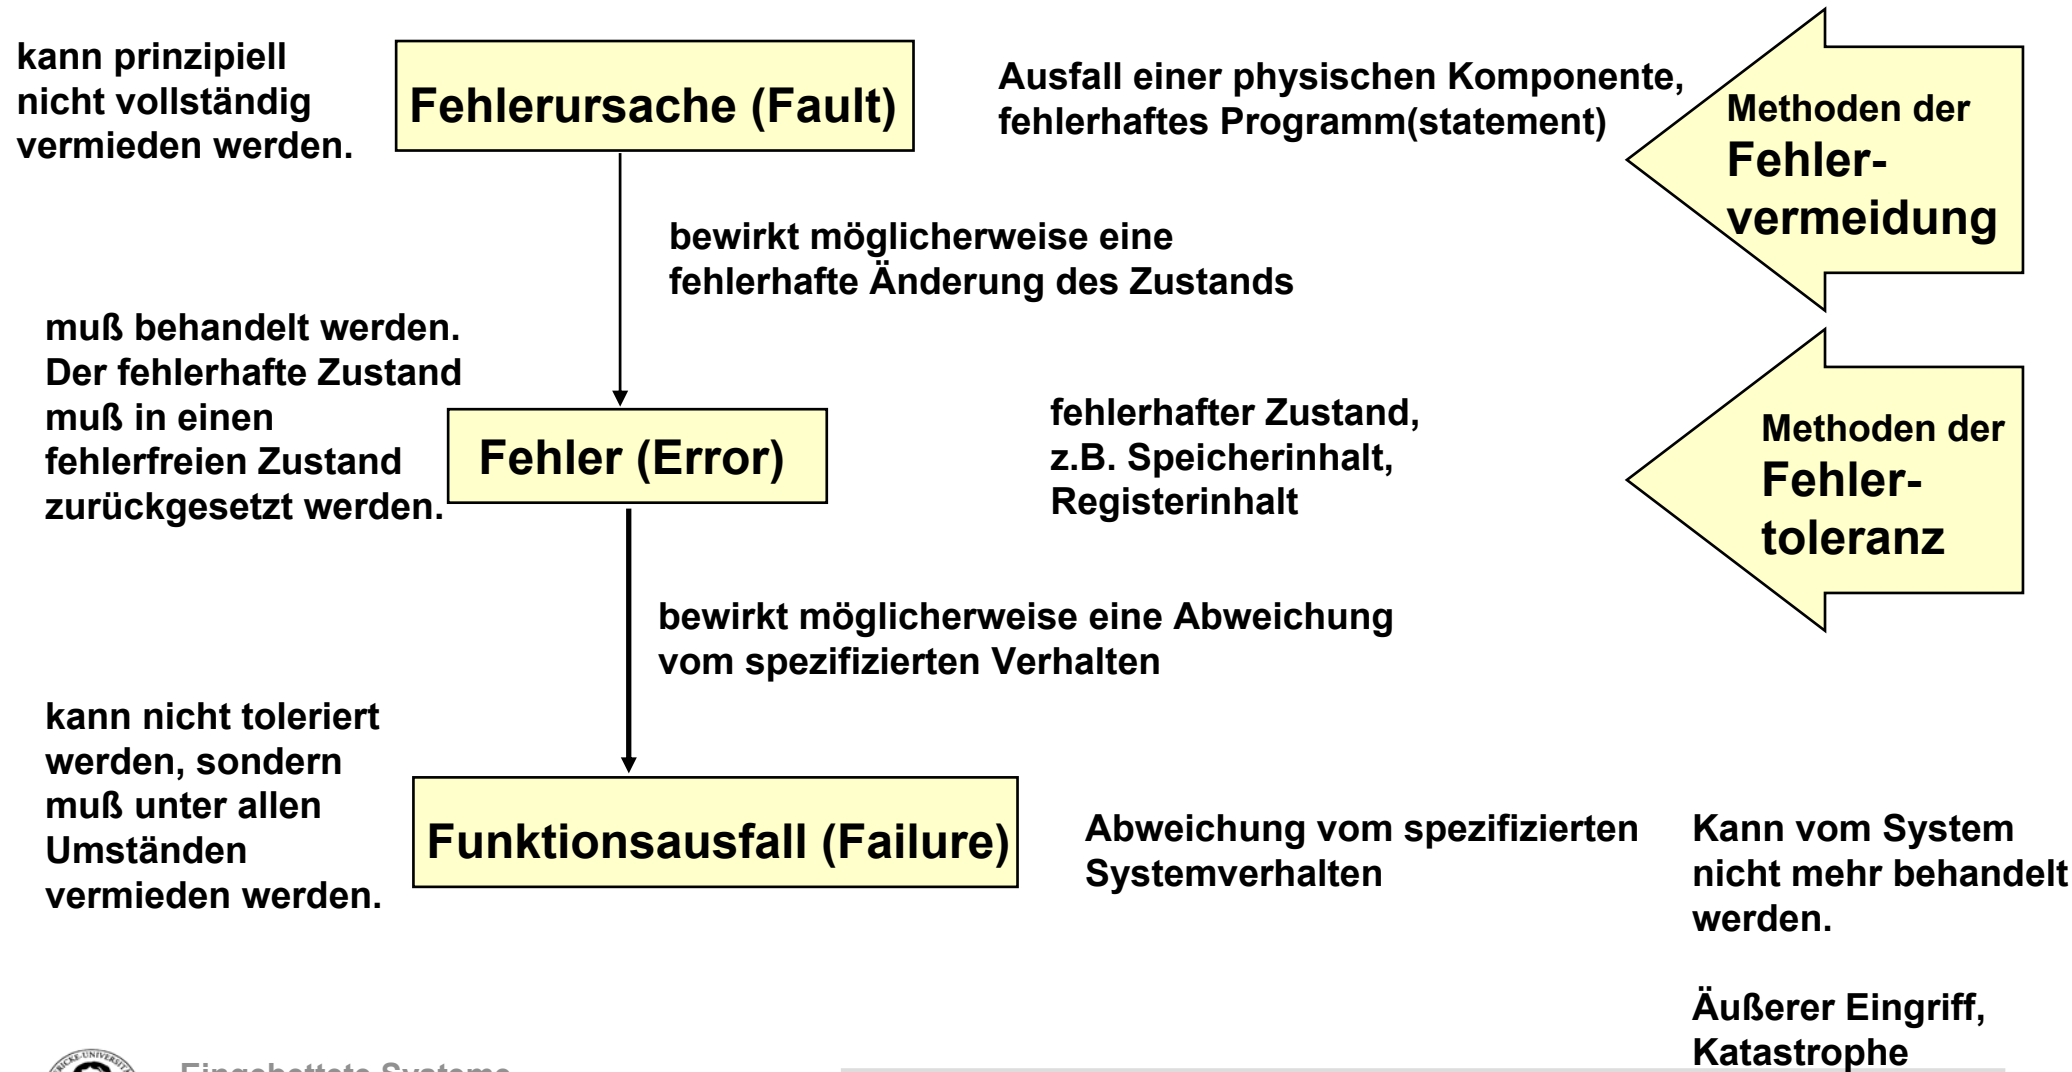 kann prinzipiell
nicht vollständig
vermieden werden.
Fehlerursache (Fault)
Ausfall einer physischen Komponente,
fehlerhaftes Programm(statement)
Methoden der
Fehler-
vermeidung
bewirkt möglicherweise eine
fehlerhafte Änderung des Zustands
muß behandelt werden.
Der fehlerhafte Zustand
muß in einen
fehlerfreien Zustand
zurückgesetzt werden.
Fehler (Error)
fehlerhafter Zustand,
z.B. Speicherinhalt,
Registerinhalt
Methoden der
Fehler-
toleranz
bewirkt möglicherweise eine Abweichung
vom spezifizierten Verhalten
kann nicht toleriert
werden, sondern
muß unter allen
Umständen
vermieden werden.
Funktionsausfall (Failure)
Abweichung vom spezifizierten
Systemverhalten
Kann vom System
nicht mehr behandelt
werden.
Äußerer Eingriff,
Katastrophe
Eingebettete Systeme